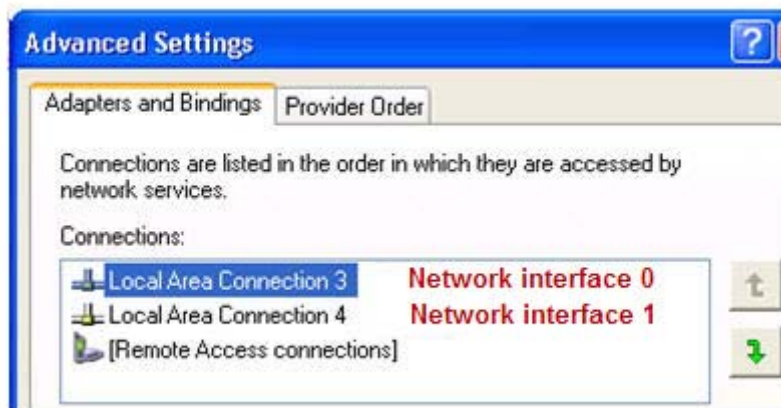 Advanced Settings
?
Adapters and Bindings Provider Order
Connections are listed in the order in which they are accessed by
network services.
Connections:
Local Area Connection 3 Network interface 0
Local Area Connection 4 Network interface 1
[Remote Access connections]